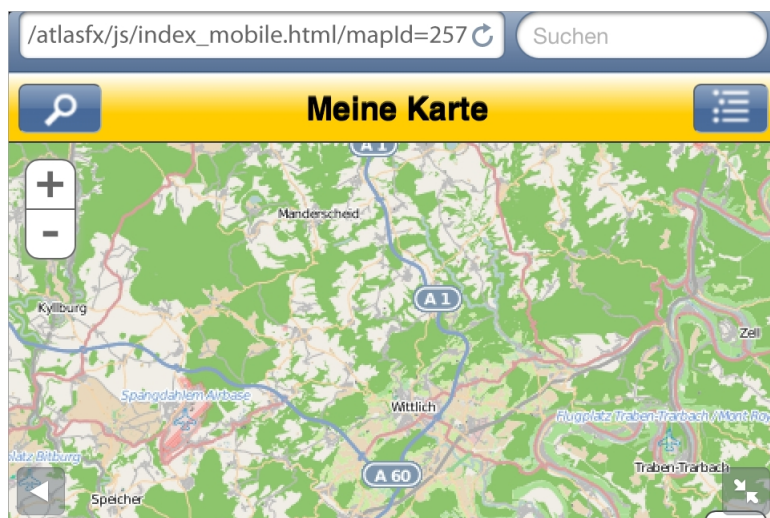 /atlasfx/js/index_mobile.html/mapId=257
Suchen
Meine Karte
A 1
+
Manderscheid
-
A 1
Kyllburg
Zell
Spangdahlem Airbase
Wittlich
Flugplatz Traben-Trarbach / Mont Roy
platz Bitburg
Traben-Trarbach
A 60
Speicher